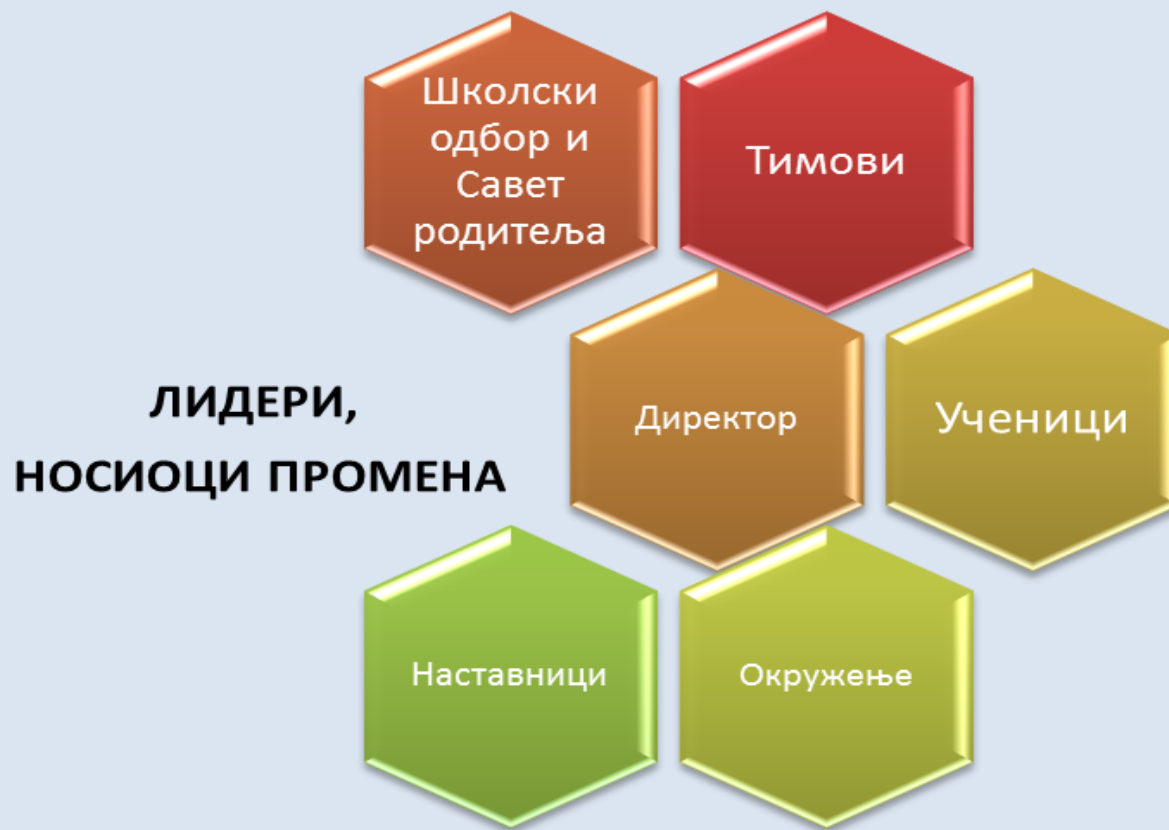 Школски
одбор и
Савет
родитеља
Тимови
ЛИДЕРИ,
НОСИОЦИ ПРОМЕНА
Директор
Ученици
Наставници
Окружење